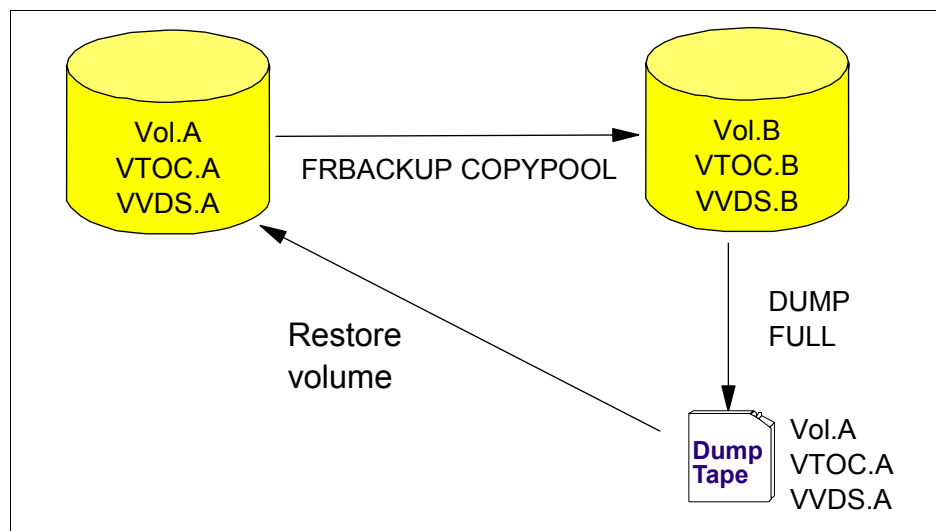 Vol.A
VTOC.A
VVDS.A
FRBACKUP COPYPOOL
Vol.B
VTOC.B
VVDS.B
DUMP
FULL
Restore
volume
Dump
Tape
Vol.A
VTOC.A
VVDS.A